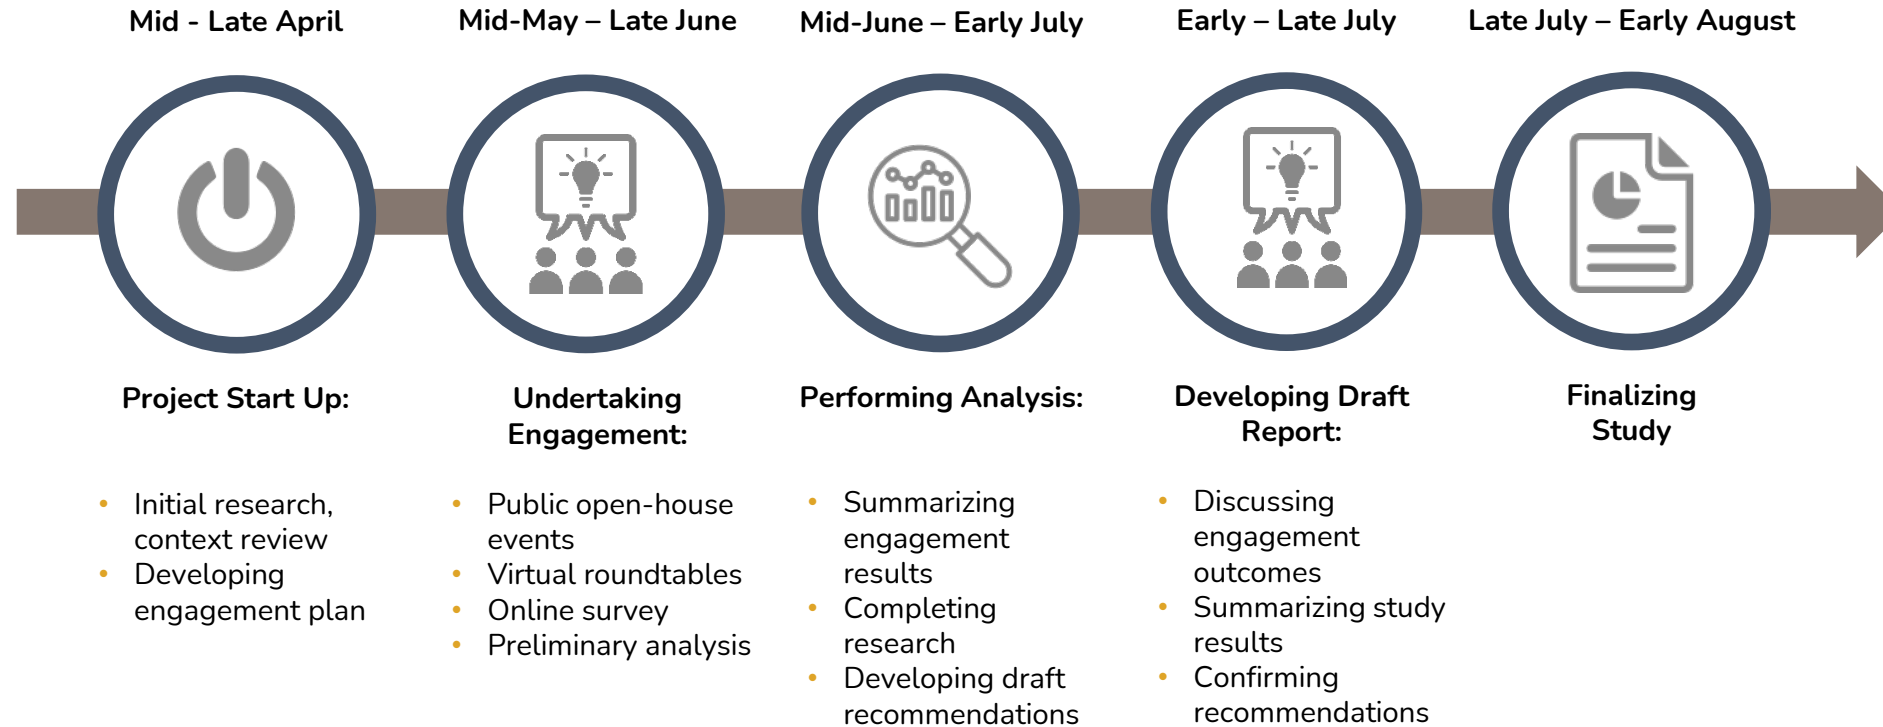 Mid - Late April
Mid-May – Late June
Mid-June – Early July
Early – Late July
Late July – Early August
Project Start Up:
• Initial research,
context review
• Developing
engagement plan
Undertaking
Engagement:
• Public open-house
events
• Virtual roundtables
• Online survey
• Preliminary analysis
Performing Analysis:
• Summarizing
engagement
results
• Completing
research
• Developing draft
recommendations
Developing Draft
Report:
• Discussing
engagement
outcomes
• Summarizing study
results
• Confirming
recommendations
Finalizing
Study